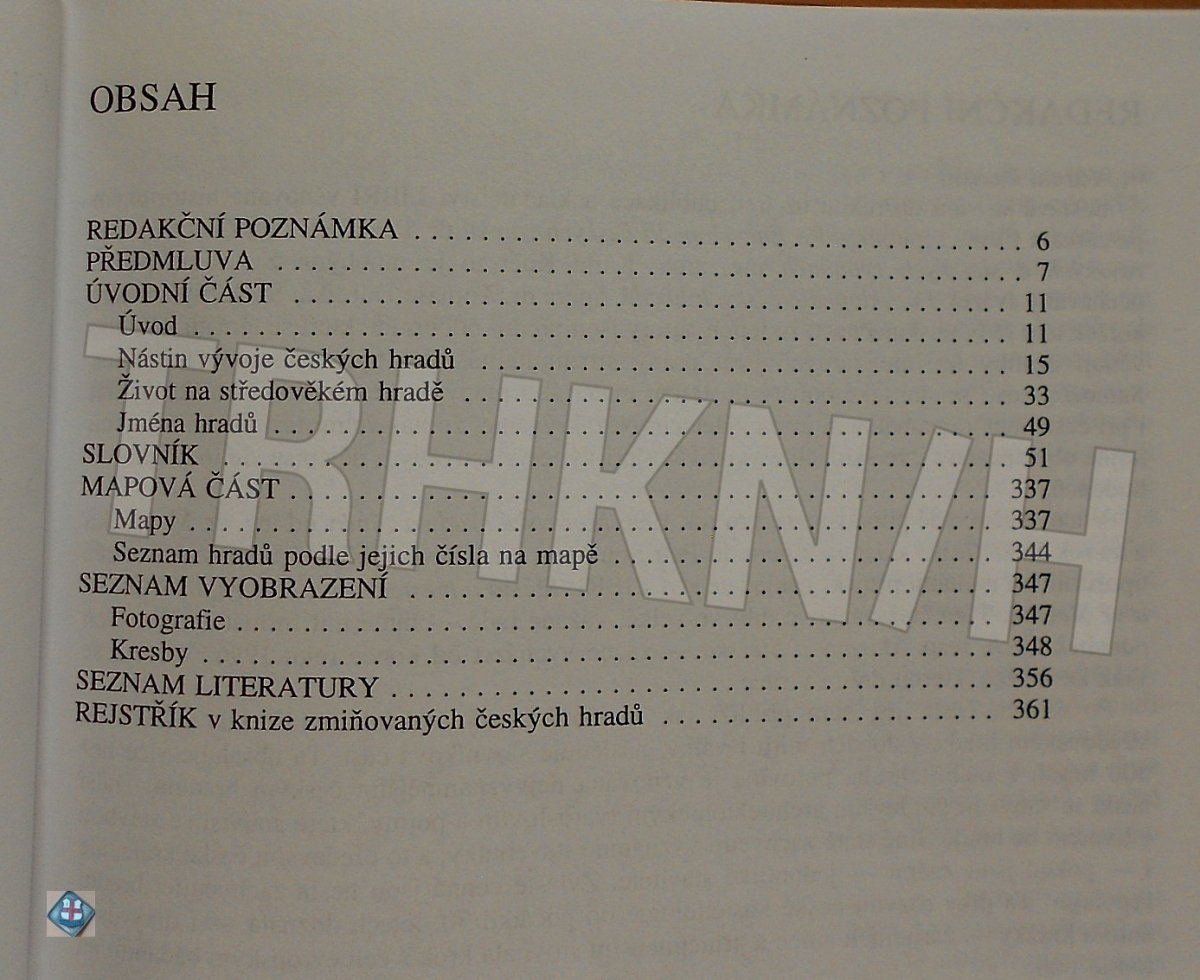 OBSAH
REDAKČNÍ POZNÁMKA . . . . . . . . . . . . . . . . . . . . . . . . . . . . . . . . . . . . . . 6
PŘEDMLUVA . . . . . . . . . . . . . . . . . . . . . . . . . . . . . . . . . . . . . . . . . . . . . . 7
ÚVODNÍ ČÁST . . . . . . . . . . . . . . . . . . . . . . . . . . . . . . . . . . . . . . . . . . . . 11
Úvod . . . . . . . . . . . . . . . . . . . . . . . . . . . . . . . . . . . . . . . . . . . . . . . . . . 11
Nástin vývoje českých hradů . . . . . . . . . . . . . . . . . . . . . . . . . . . . . . . . 15
Život na středověkém hradě . . . . . . . . . . . . . . . . . . . . . . . . . . . . . . . . . 33
Jména hradů . . . . . . . . . . . . . . . . . . . . . . . . . . . . . . . . . . . . . . . . . . . . . 49
SLOVNÍK . . . . . . . . . . . . . . . . . . . . . . . . . . . . . . . . . . . . . . . . . . . . . . . . 51
MAPOVÁ ČÁST . . . . . . . . . . . . . . . . . . . . . . . . . . . . . . . . . . . . . . . . . . . 337
Mapy . . . . . . . . . . . . . . . . . . . . . . . . . . . . . . . . . . . . . . . . . . . . . . . . . 337
Seznam hradů podle jejich čísla na mapě . . . . . . . . . . . . . . . . . . . . . . . 344
SEZNAM VYOBRAZENÍ . . . . . . . . . . . . . . . . . . . . . . . . . . . . . . . . . . . . 347
Fotografie . . . . . . . . . . . . . . . . . . . . . . . . . . . . . . . . . . . . . . . . . . . . . . 347
Kresby . . . . . . . . . . . . . . . . . . . . . . . . . . . . . . . . . . . . . . . . . . . . . . . . 348
SEZNAM LITERATURY . . . . . . . . . . . . . . . . . . . . . . . . . . . . . . . . . . . . . 356
REJSTŘÍK v knize zmiňovaných českých hradů . . . . . . . . . . . . . . . . . . . . 361
TRHKNIH